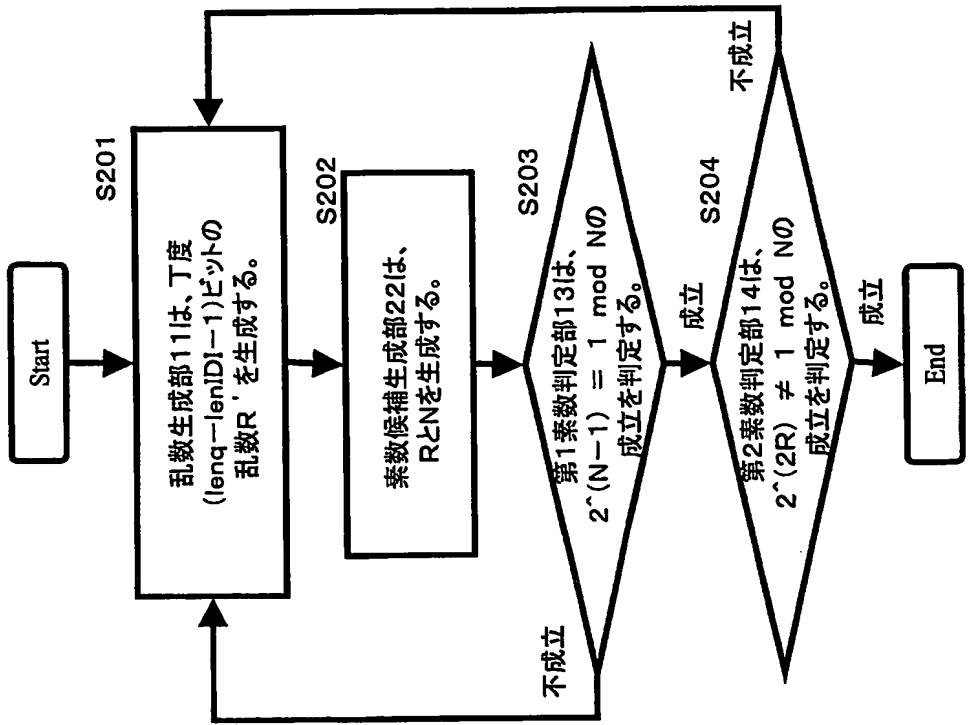 Start
S201
乱数生成部11は、丁度
(lenq－lenIDI－1)ビットの
乱数R'を生成する。
S202
素数候補生成部22は、
RとNを生成する。
S203
第1素数判定部13は、
2^(N－1) ＝ 1 mod Nの
成立を判定する。
不成立
成立
S204
第2素数判定部14は、
2^(2R) ≠ 1 mod Nの
成立を判定する。
不成立
成立
End